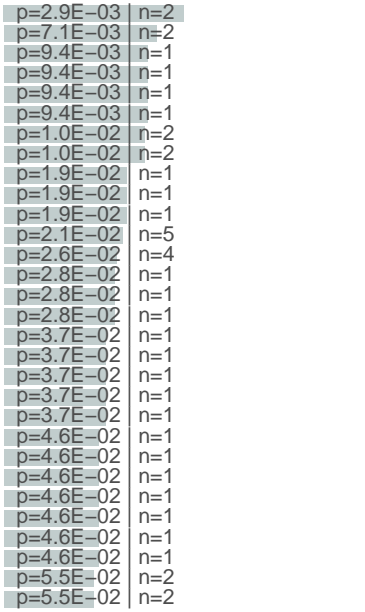 p=2.9E−03 | n=2
p=7.1E−03 | n=2
p=9.4E−03 | n=1
p=9.4E−03 | n=1
p=9.4E−03 | n=1
p=9.4E−03 | n=1
p=1.0E−02 | n=2
p=1.0E−02 | n=2
p=1.9E−02 | n=1
p=1.9E−02 | n=1
p=1.9E−02 | n=1
p=2.1E−02 | n=5
p=2.6E−02 | n=4
p=2.8E−02 | n=1
p=2.8E−02 | n=1
p=2.8E−02 | n=1
p=3.7E−02 | n=1
p=3.7E−02 | n=1
p=3.7E−02 | n=1
p=3.7E−02 | n=1
p=3.7E−02 | n=1
p=4.6E−02 | n=1
p=4.6E−02 | n=1
p=4.6E−02 | n=1
p=4.6E−02 | n=1
p=4.6E−02 | n=1
p=4.6E−02 | n=1
p=4.6E−02 | n=1
p=5.5E−02 | n=2
p=5.5E−02 | n=2